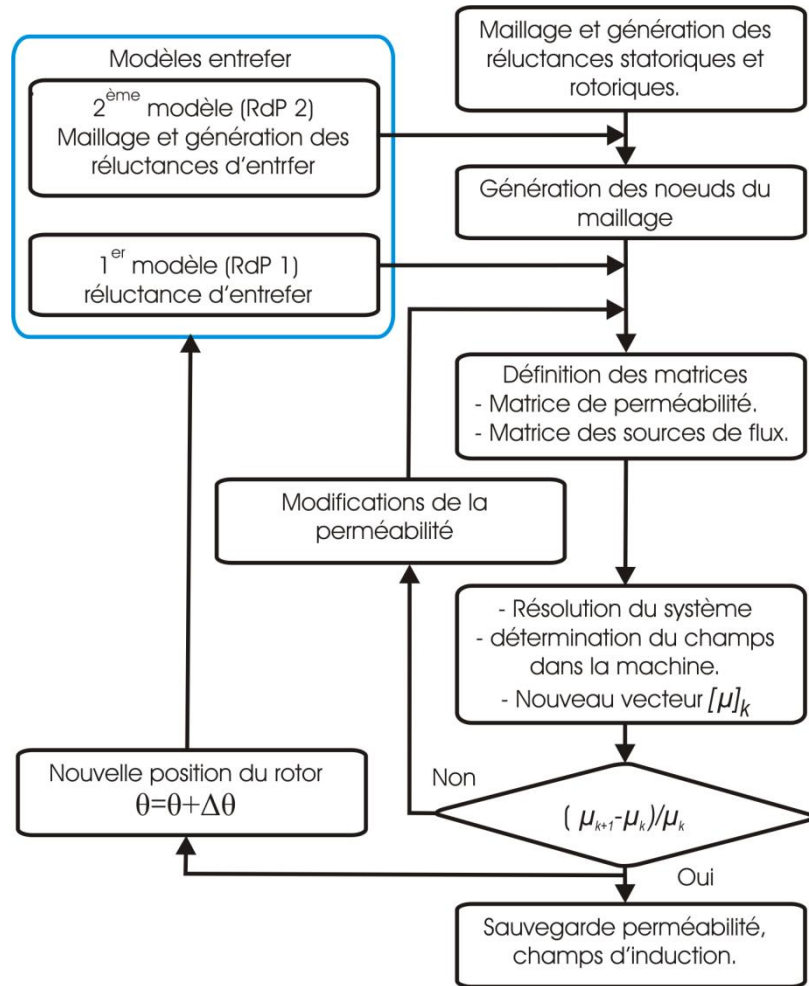 Modèles entrefer
2ème modèle (RdP 2)
Maillage et génération des
réluctances d'entrfer
1er modèle (RdP 1)
réluctance d'entrefer
Maillage et génération des
réluctances statoriques et
rotoriques.
Génération des noeuds du
maillage
Définition des matrices
- Matrice de perméabilité.
- Matrice des sources de flux.
Modifications de la
perméabilité
- Résolution du système
- détermination du champs
dans la machine.
- Nouveau vecteur [μ]k
Nouvelle position du rotor
θ=θ+Δθ
Non
( μk+1-μk)/μk
Oui
Sauvegarde perméabilité,
champs d'induction.